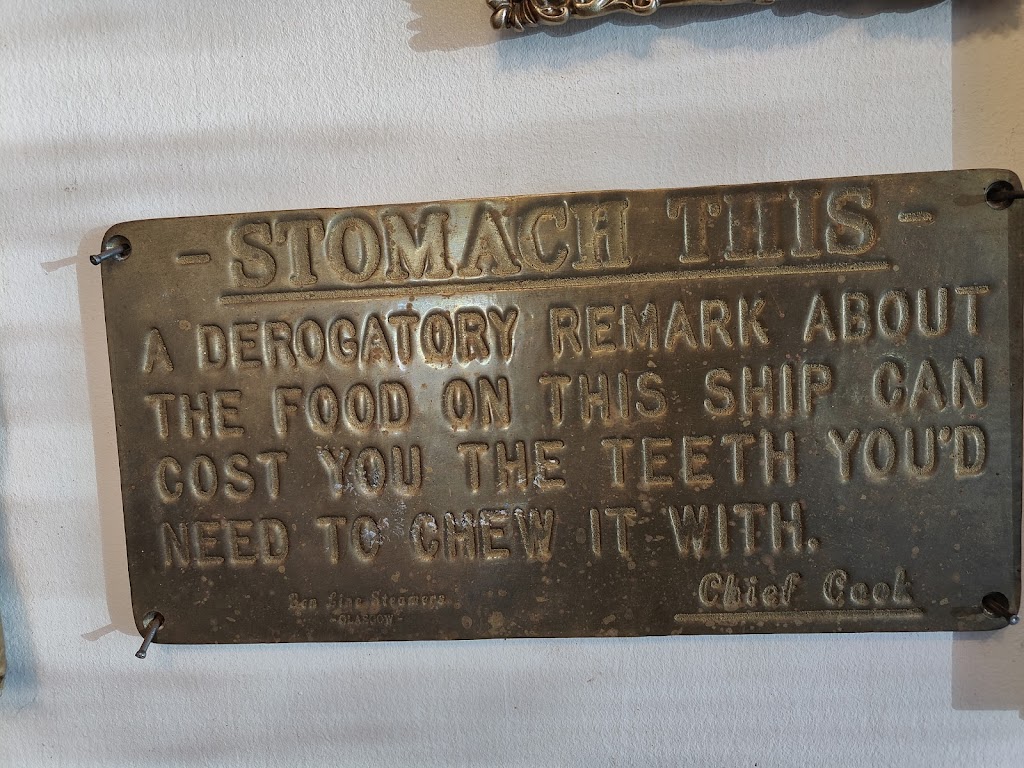 - STOMACH THIS -
A DEROGATORY REMARK ABOUT
THE FOOD ON THIS SHIP CAN
COST YOU THE TEETH YOU'D
NEED TO CHEW IT WITH.
Chief Cook
Ben Line Steamers
GLASGOW